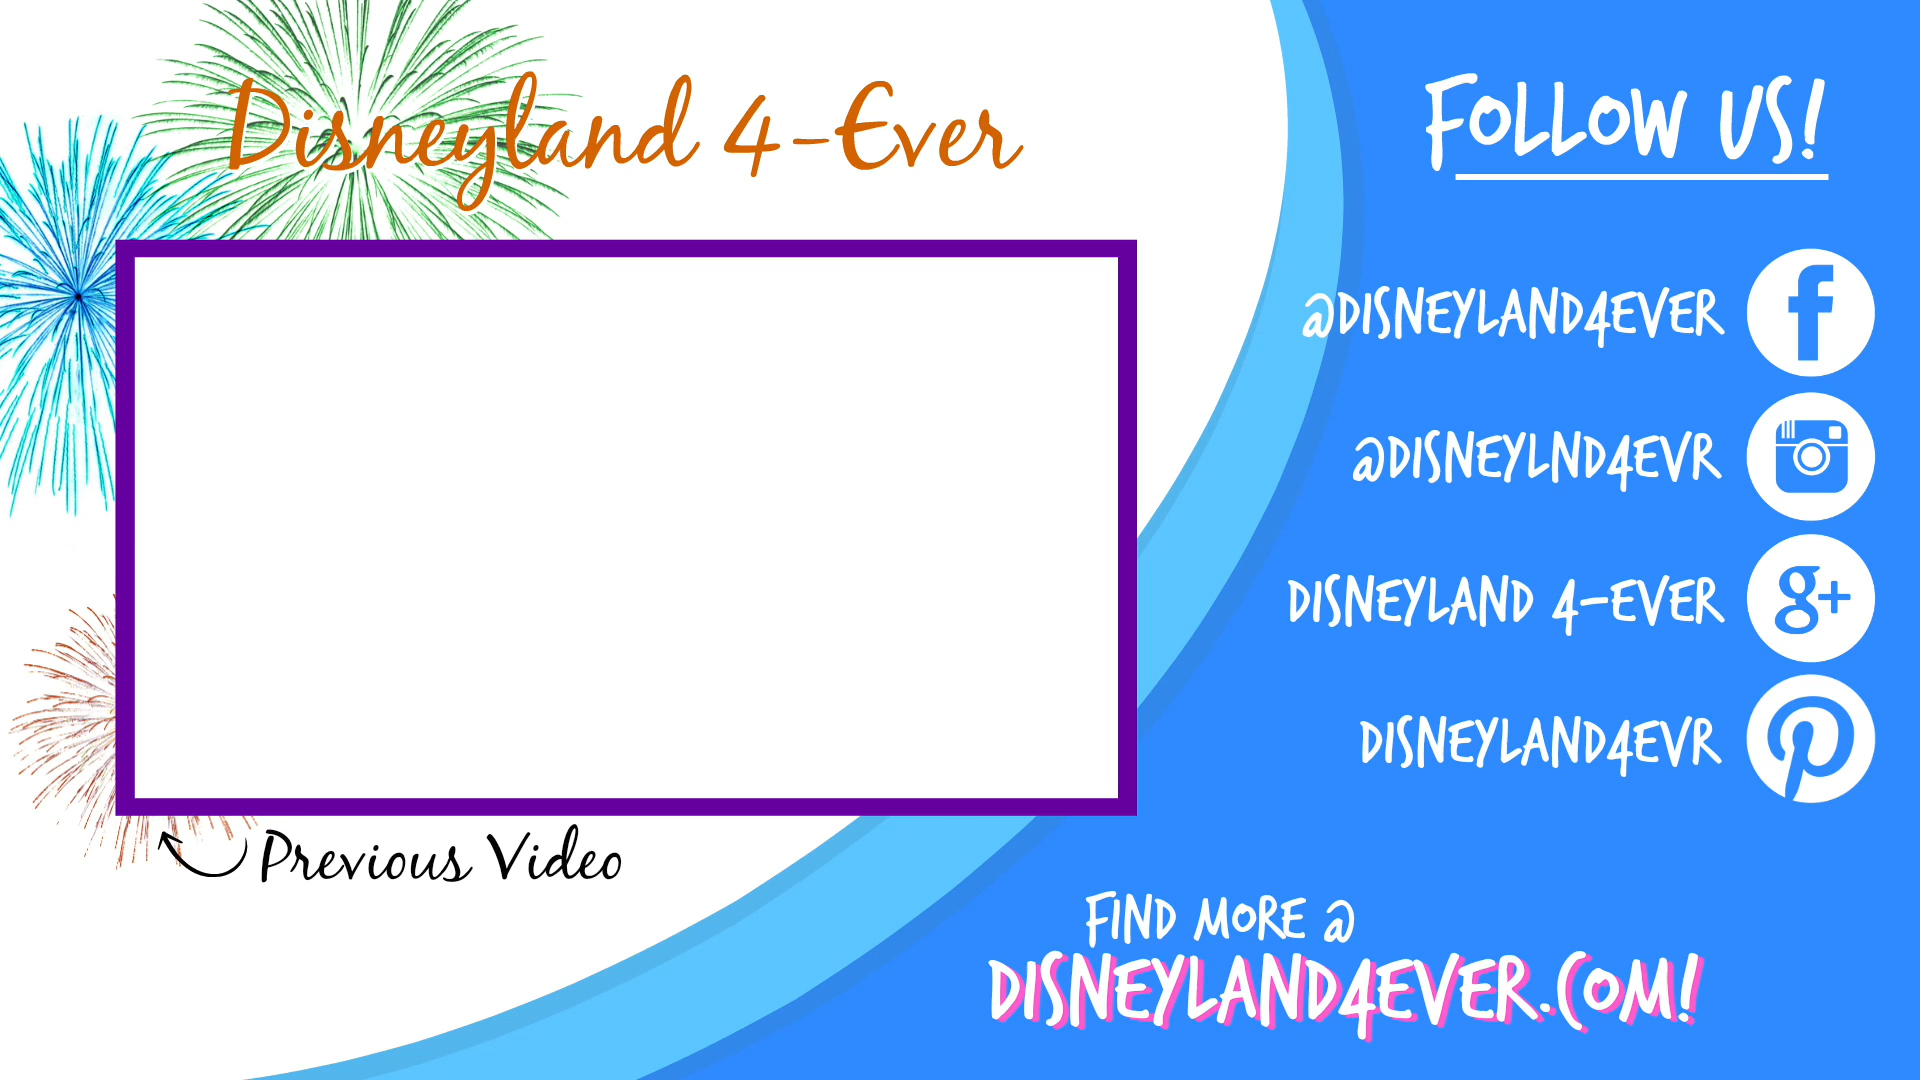 Disneyland 4-Ever
Previous Video
FOLLOW US!
@DISNEYLAND4EVER
@DISNEYLND4EVR
DISNEYLAND 4-EVER
DISNEYLAND4EVR
FIND MORE @
DISNEYLAND4EVER.COM!